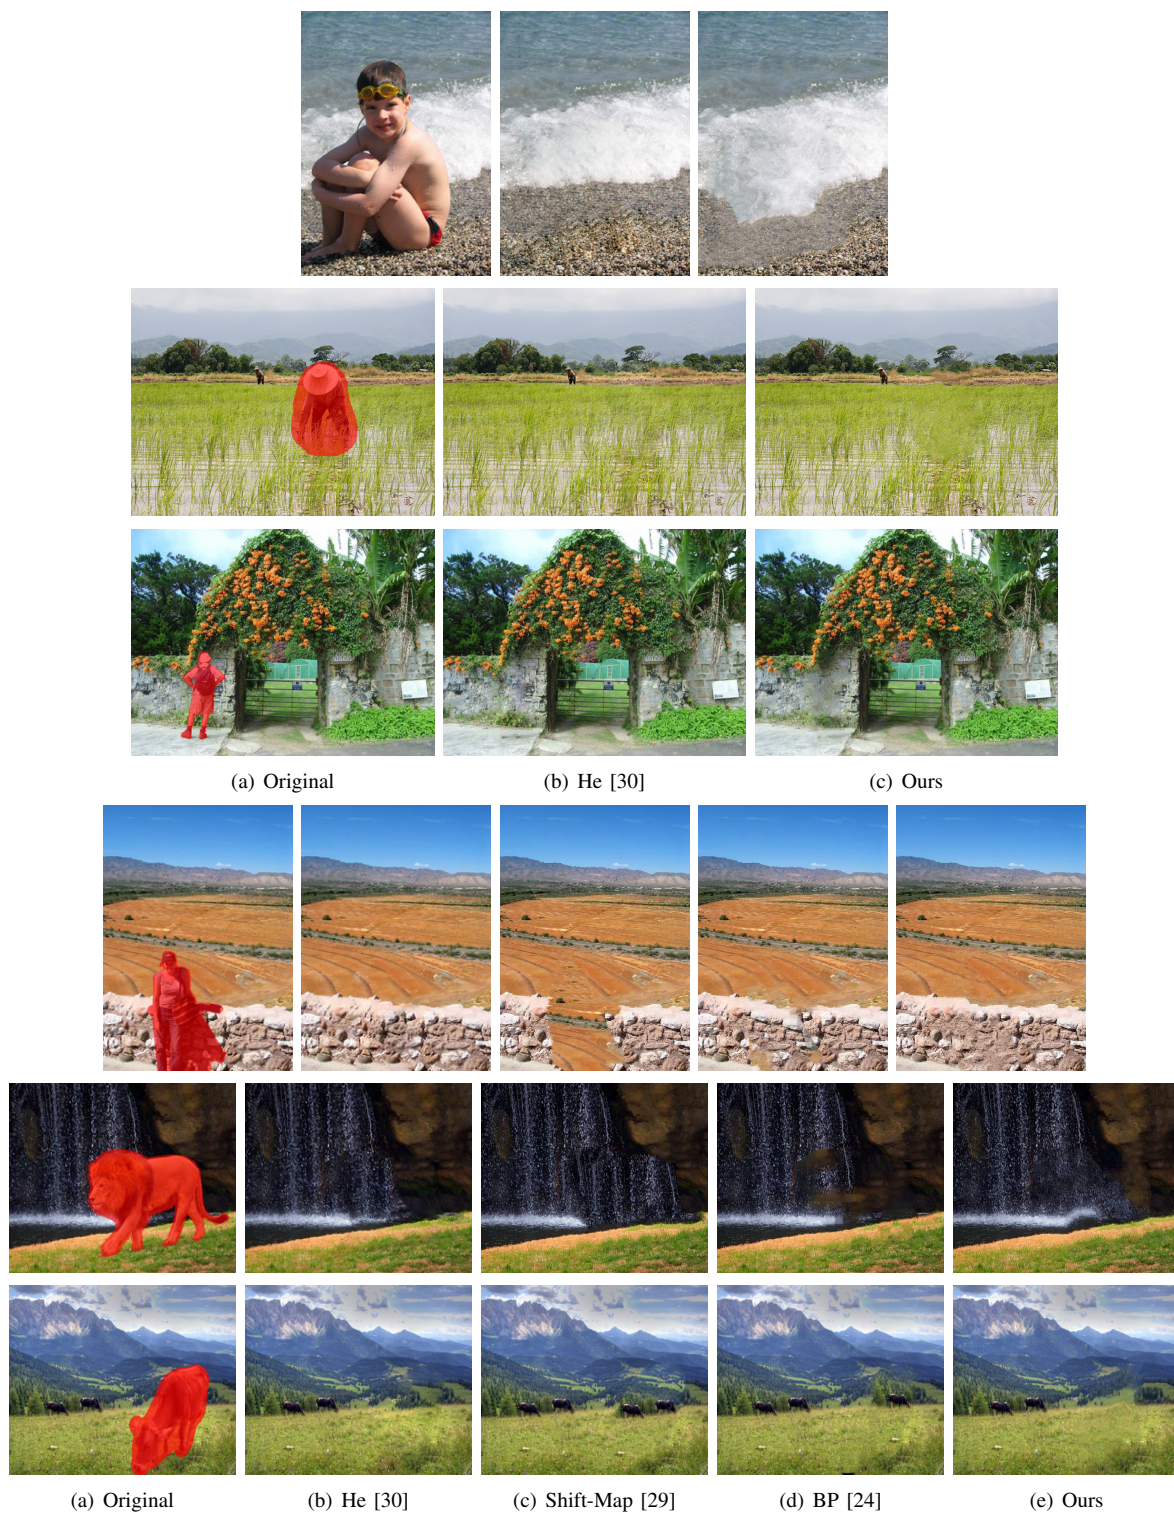 (a) Original (b) He [30] (c) Ours
(a) Original (b) He [30] (c) Shift-Map [29] (d) BP [24] (e) Ours